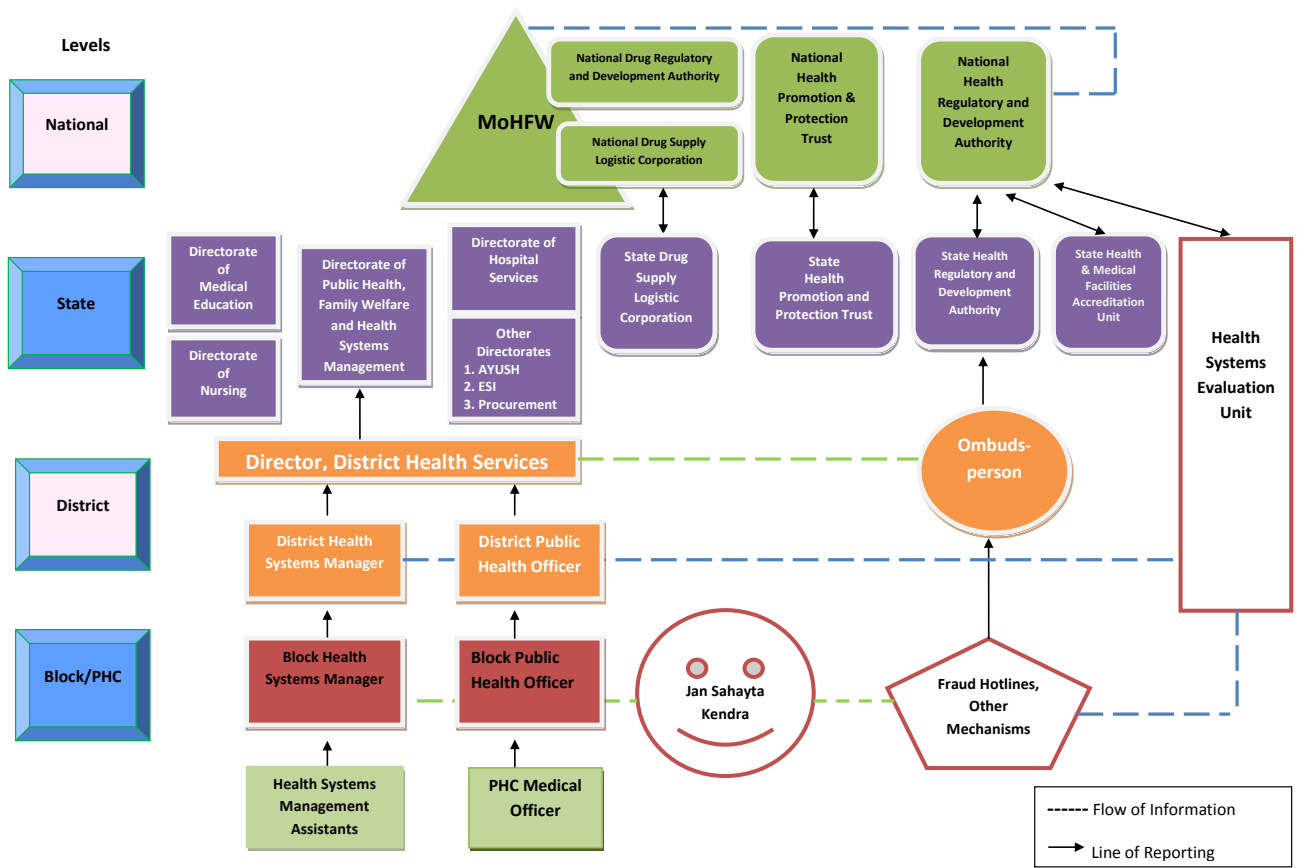 Levels
National
MoHFW
National Drug Regulatory
and Development Authority
National Drug Supply
Logistic Corporation
National
Health
Promotion &
Protection
Trust
National
Health
Regulatory and
Development
Authority
State
Directorate
of
Medical
Education
Directorate
of
Nursing
Directorate of
Public Health,
Family Welfare
and Health
Systems
Management
Directorate of
Hospital
Services
Other
Directorates
1. AYUSH
2. ESI
3. Procurement
State Drug
Supply
Logistic
Corporation
State
Health
Promotion and
Protection Trust
State Health
Regulatory and
Development
Authority
State Health
& Medical
Facilities
Accreditation
Unit
Health
Systems
Evaluation
Unit
District
Director, District Health Services
Ombuds-
person
District Health
Systems Manager
District Public
Health Officer
Block/PHC
Block Health
Systems Manager
Block Public
Health Officer
Jan Sahayta
Kendra
Fraud Hotlines,
Other
Mechanisms
Health Systems
Management
Assistants
PHC Medical
Officer
Flow of Information
Line of Reporting